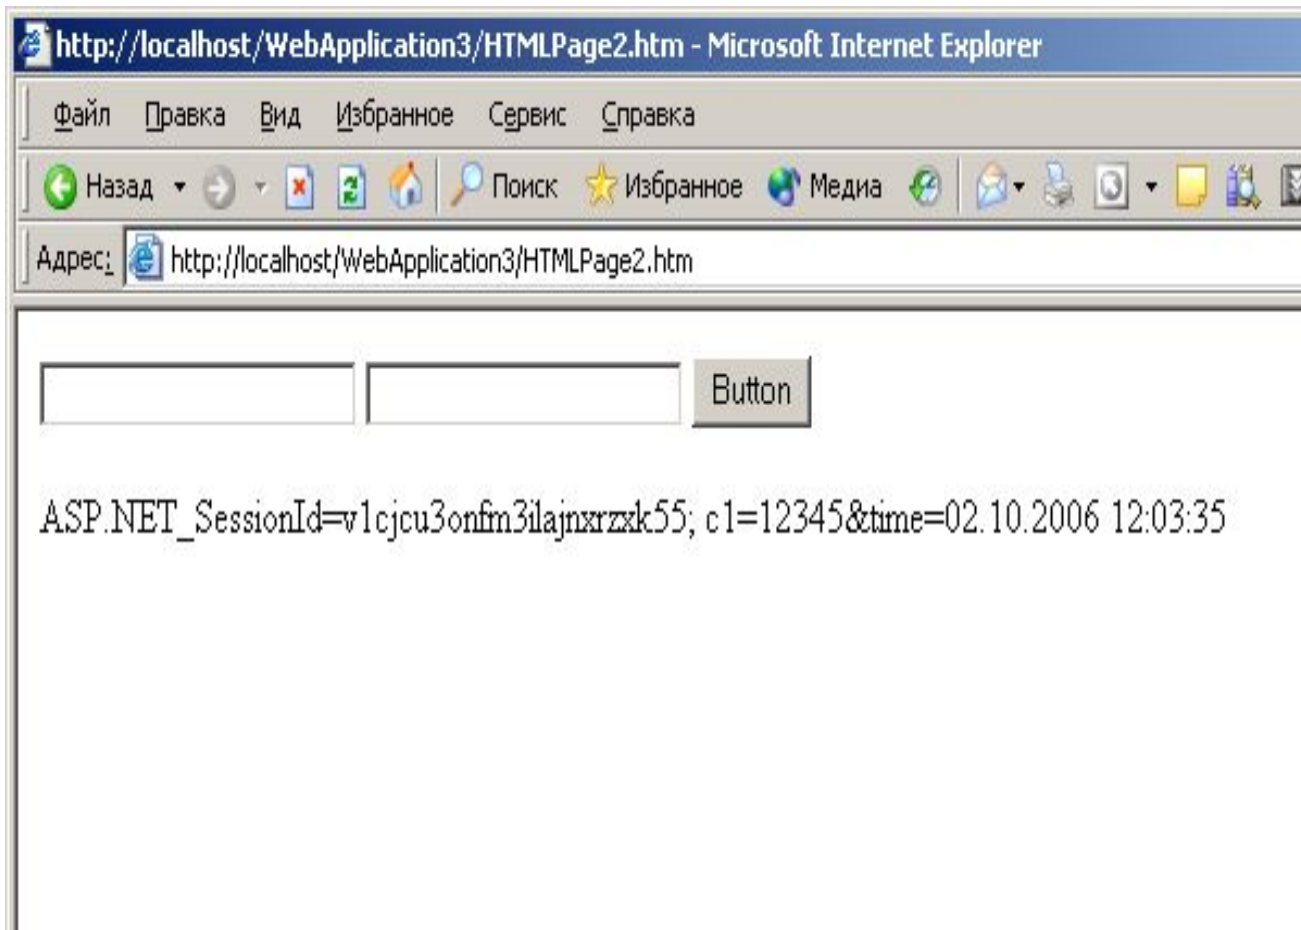 http://localhost/WebApplication3/HTMLPage2.htm - Microsoft Internet Explorer
Файл Правка Вид Избранное Сервис Справка
Назад Поиск Избранное Медиа
Адрес: http://localhost/WebApplication3/HTMLPage2.htm
Button
ASP.NET_SessionId=v1cjcu3onfm3ilajnxrzxk55; c1=12345&time=02.10.2006 12:03:35